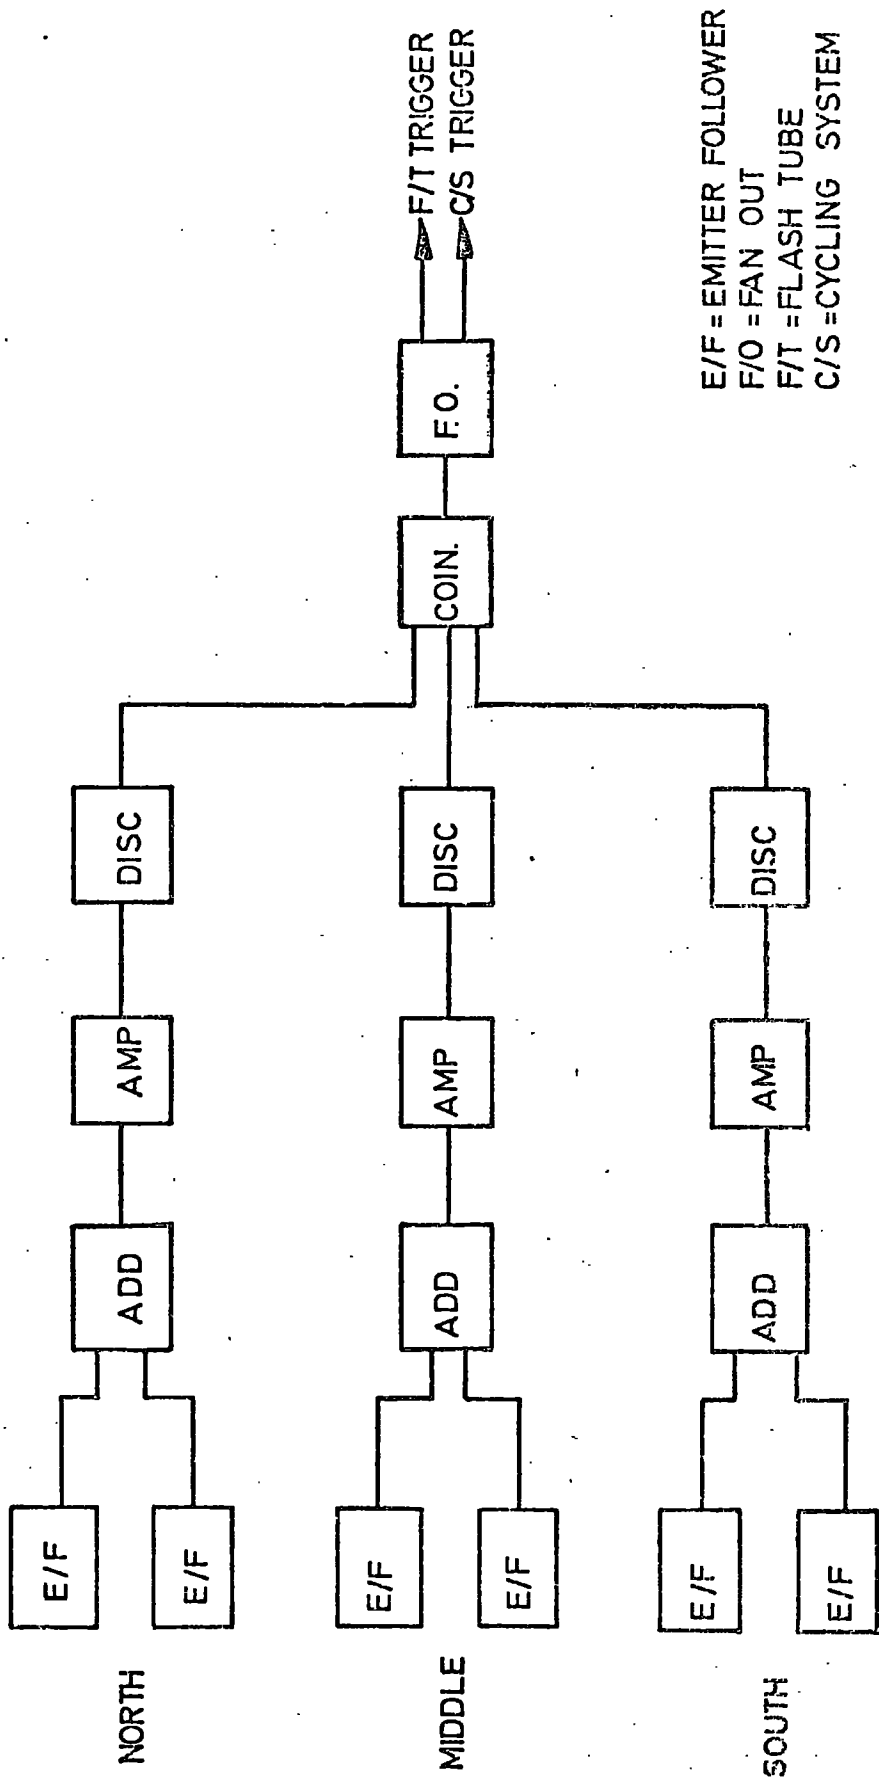 NORTH
E/F
E/F
ADD
AMP
DISC
MIDDLE
E/F
E/F
ADD
AMP
DISC
COIN.
F.O.
F/T TRIGGER
C/S TRIGGER
SOUTH
E/F
E/F
ADD
AMP
DISC
E/F = EMITTER FOLLOWER
F/O = FAN OUT
F/T = FLASH TUBE
C/S = CYCLING SYSTEM